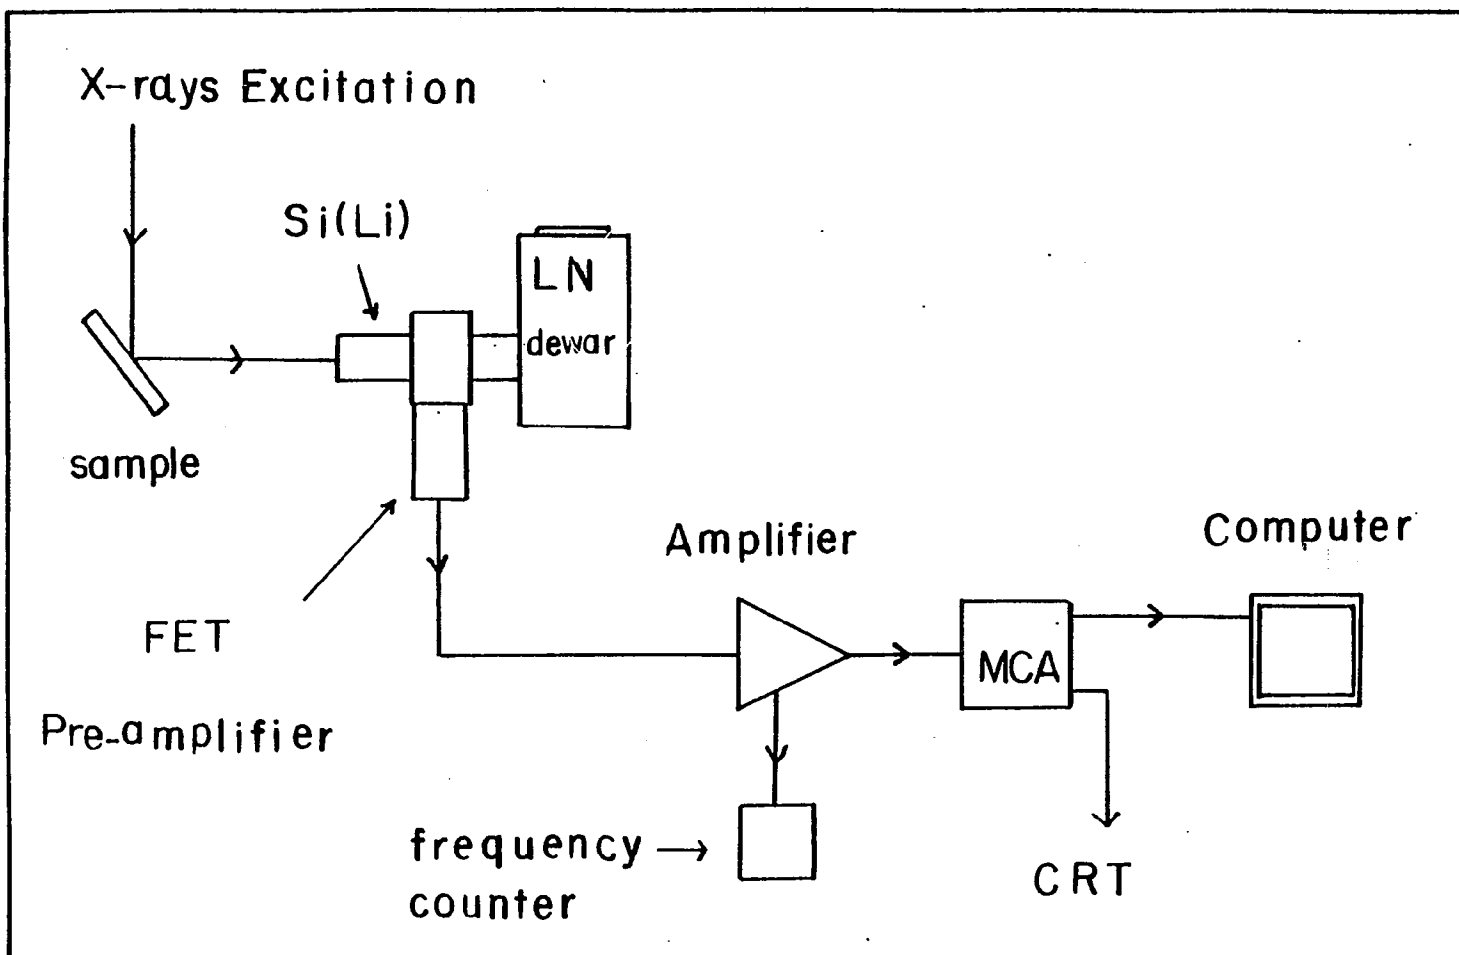 X-rays Excitation
Si(Li)
LN
dewar
sample
FET
Pre-amplifier
Amplifier
Computer
MCA
frequency
counter
CRT